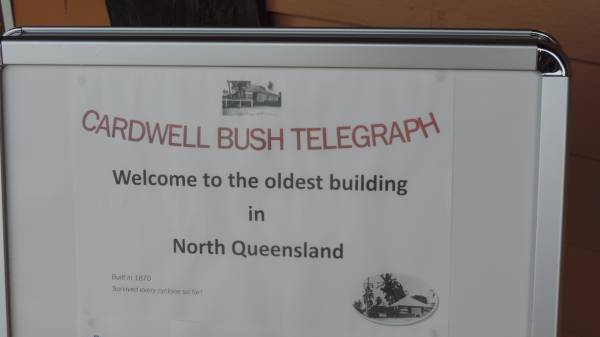 CARDWELL BUSH TELEGRAPH
Welcome to the oldest building
in
North Queensland
Built in 1870
Survived every cyclone so far!